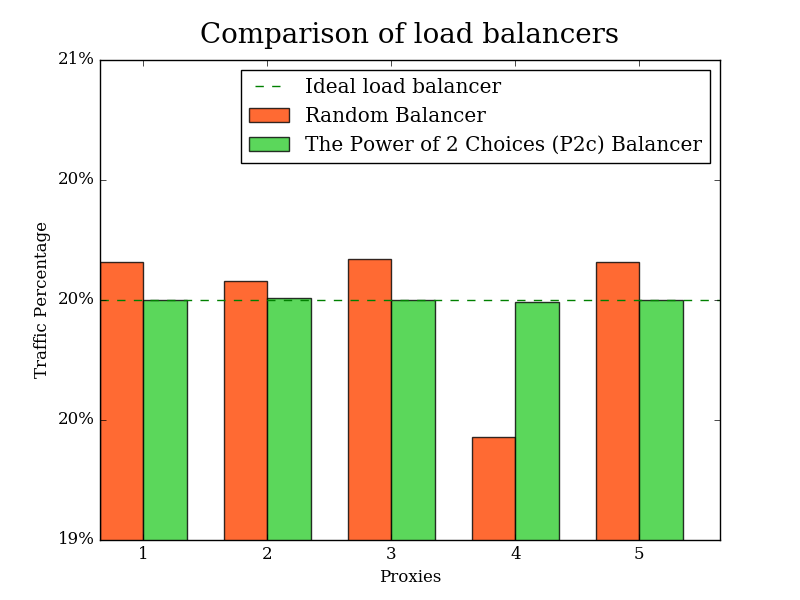 Comparison of load balancers
21%
20%
20%
20%
19%
Traffic Percentage
Ideal load balancer
Random Balancer
The Power of 2 Choices (P2c) Balancer
1 2 3 4 5
Proxies